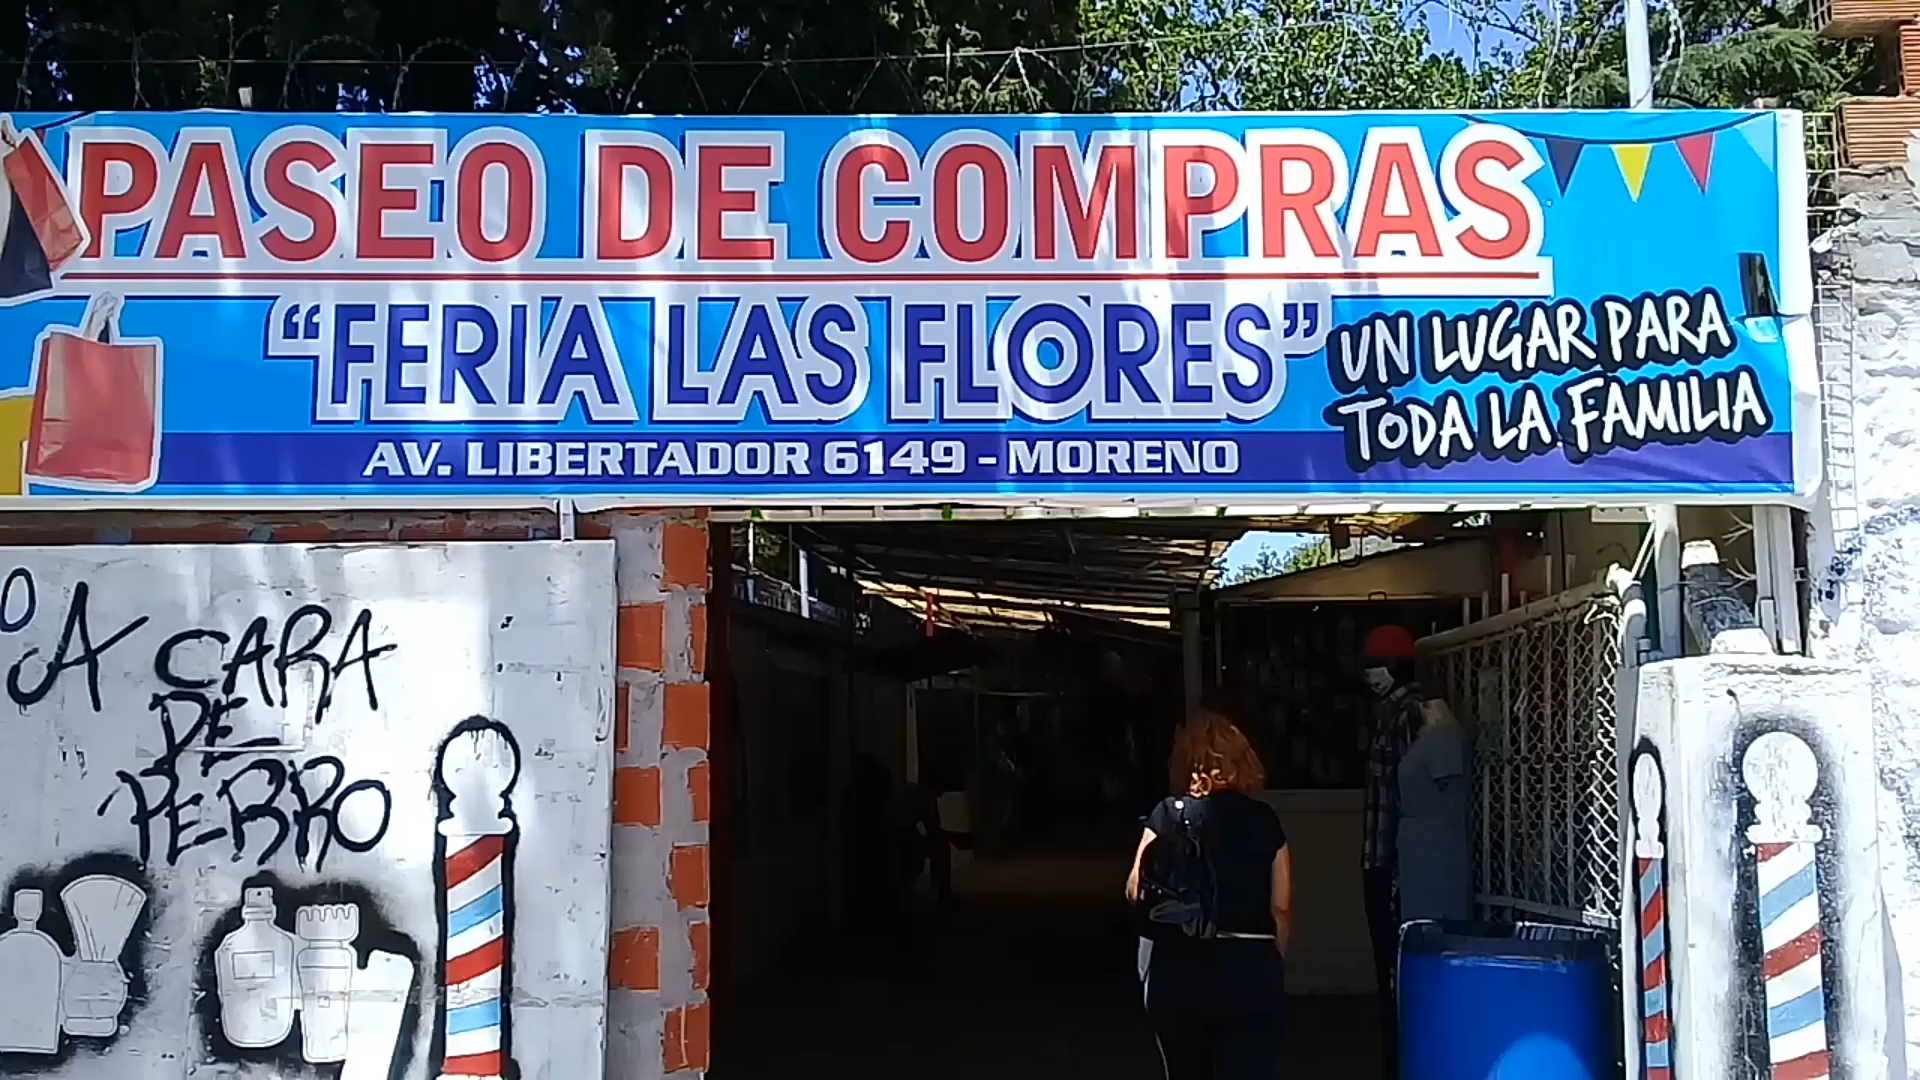 PASEO DE COMPRAS
"FERIA LAS FLORES"
UN LUGAR PARA
TODA LA FAMILIA
AV. LIBERTADOR 6149 - MORENO
A CARA
DE
PERRO